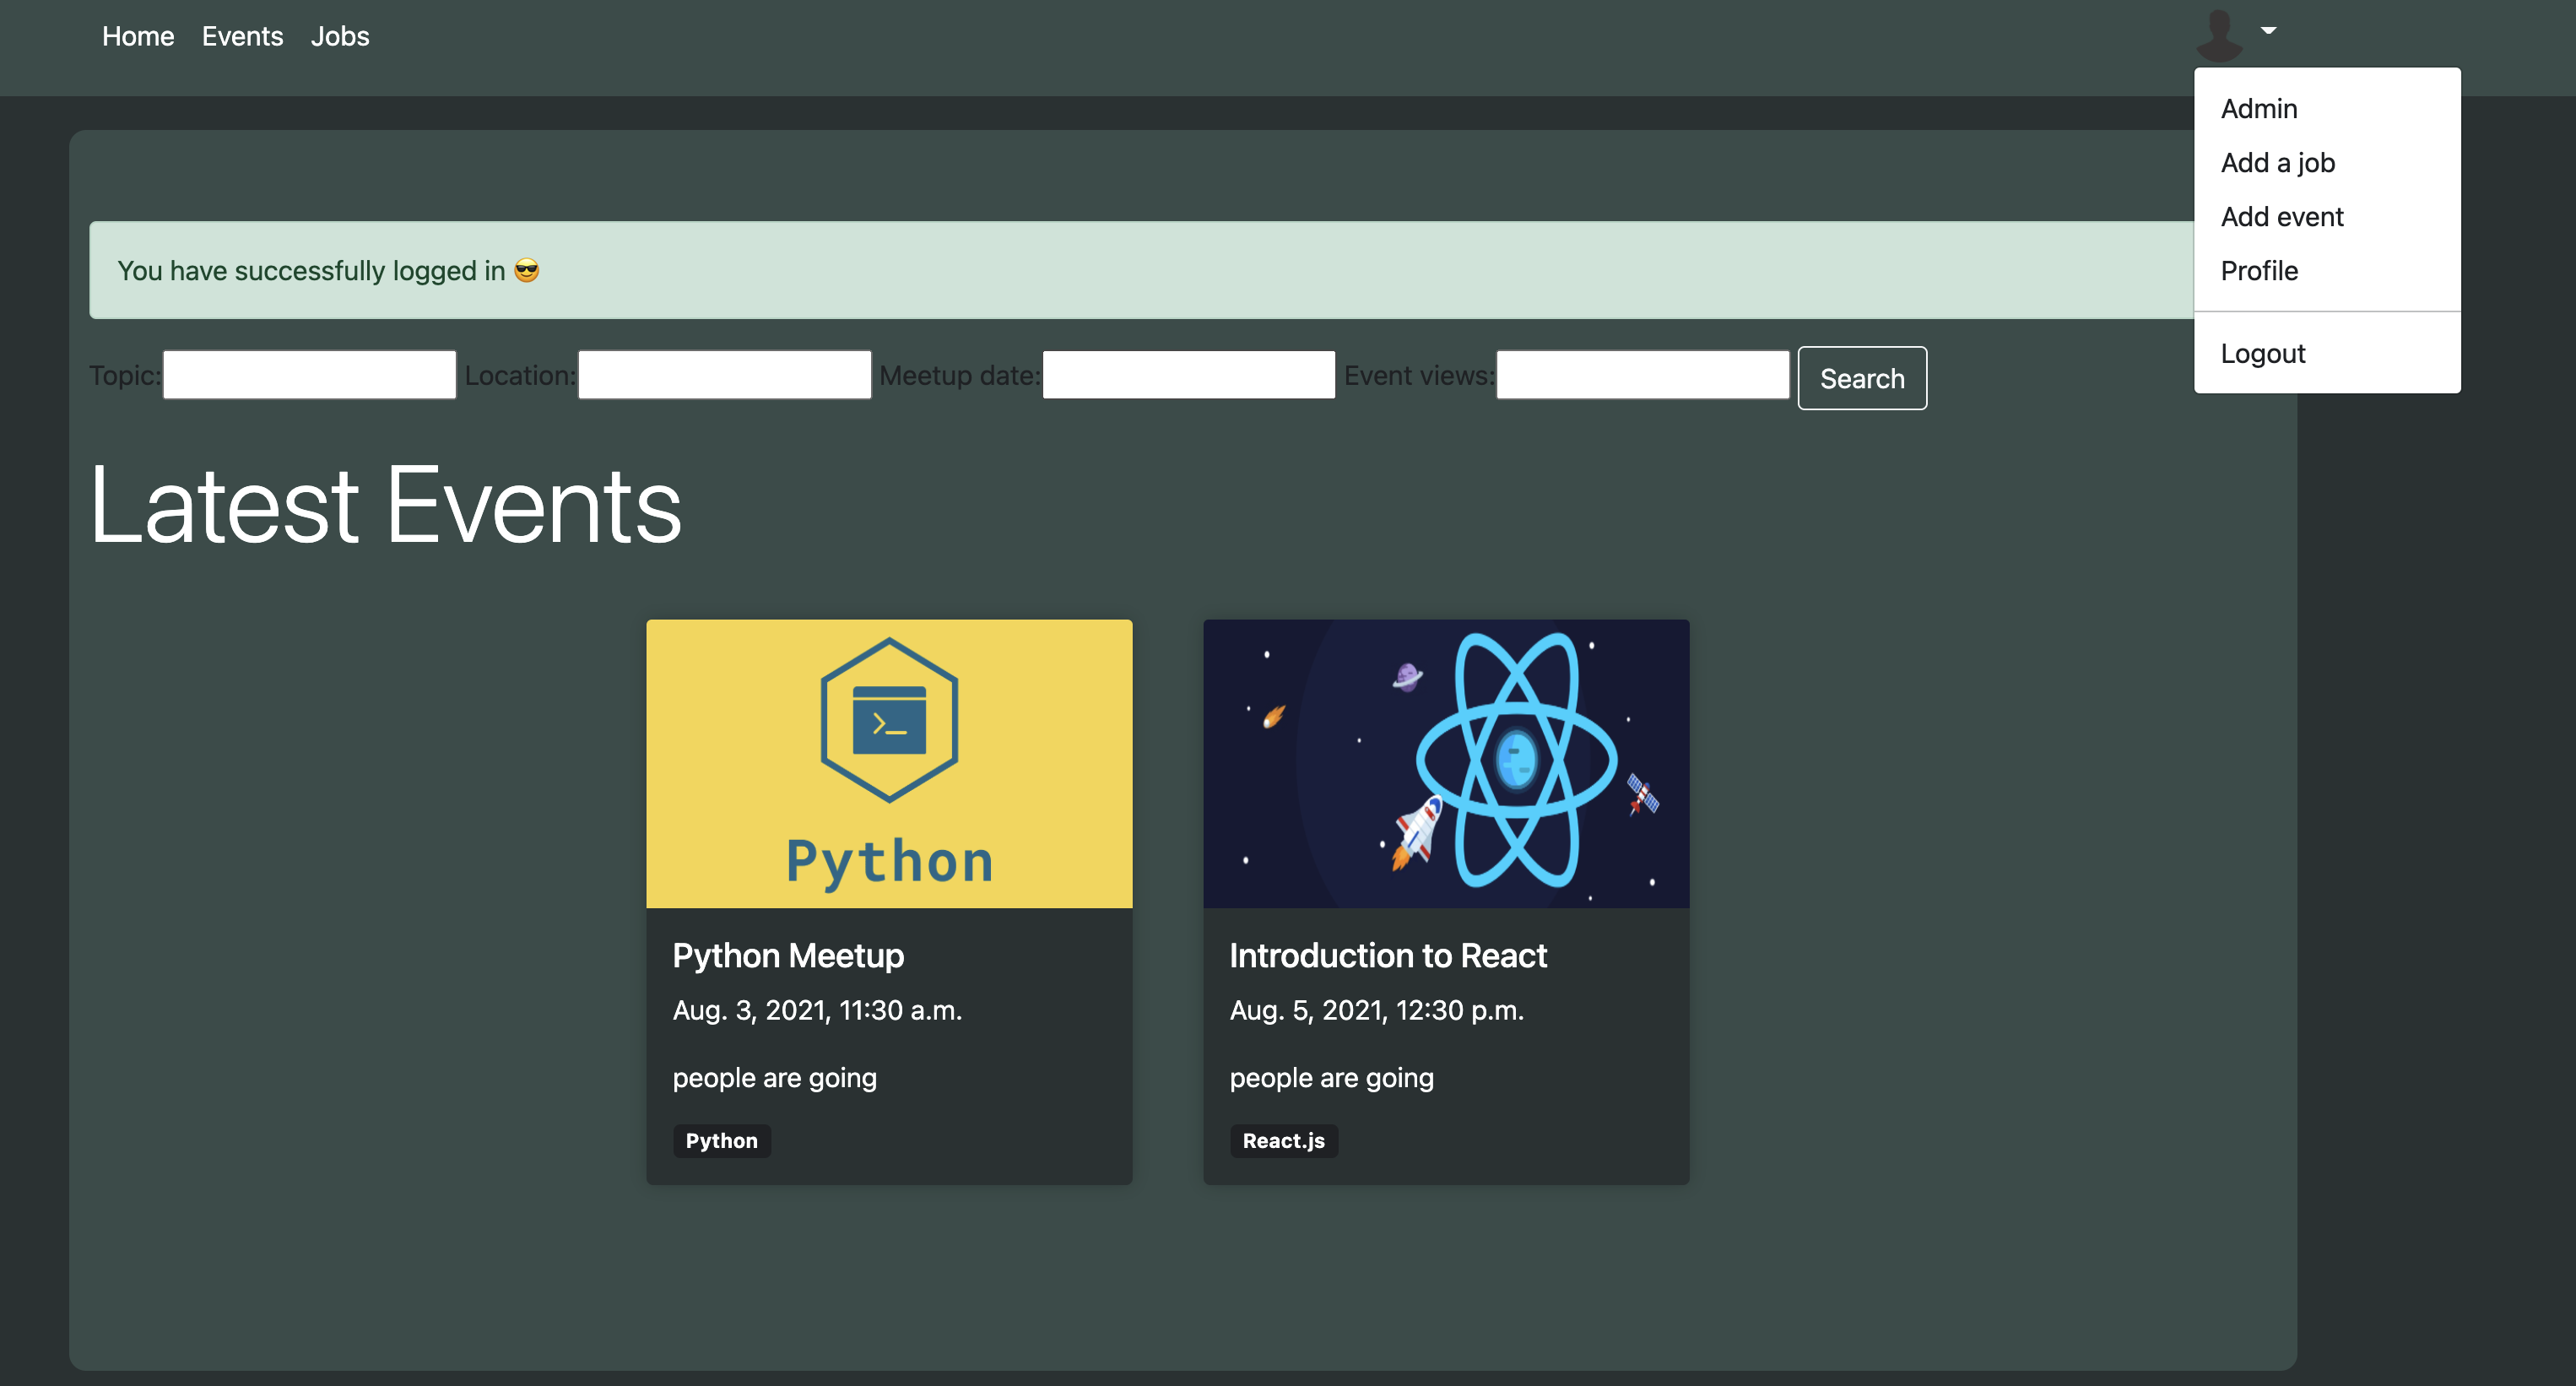 Home Events Jobs
Admin
Add a job
Add event
Profile
Logout
You have successfully logged in 😎
Topic: Location: Meetup date: Event views: Search
Latest Events
>_
Python
Python Meetup
Aug. 3, 2021, 11:30 a.m.
people are going
Python
Introduction to React
Aug. 5, 2021, 12:30 p.m.
people are going
React.js